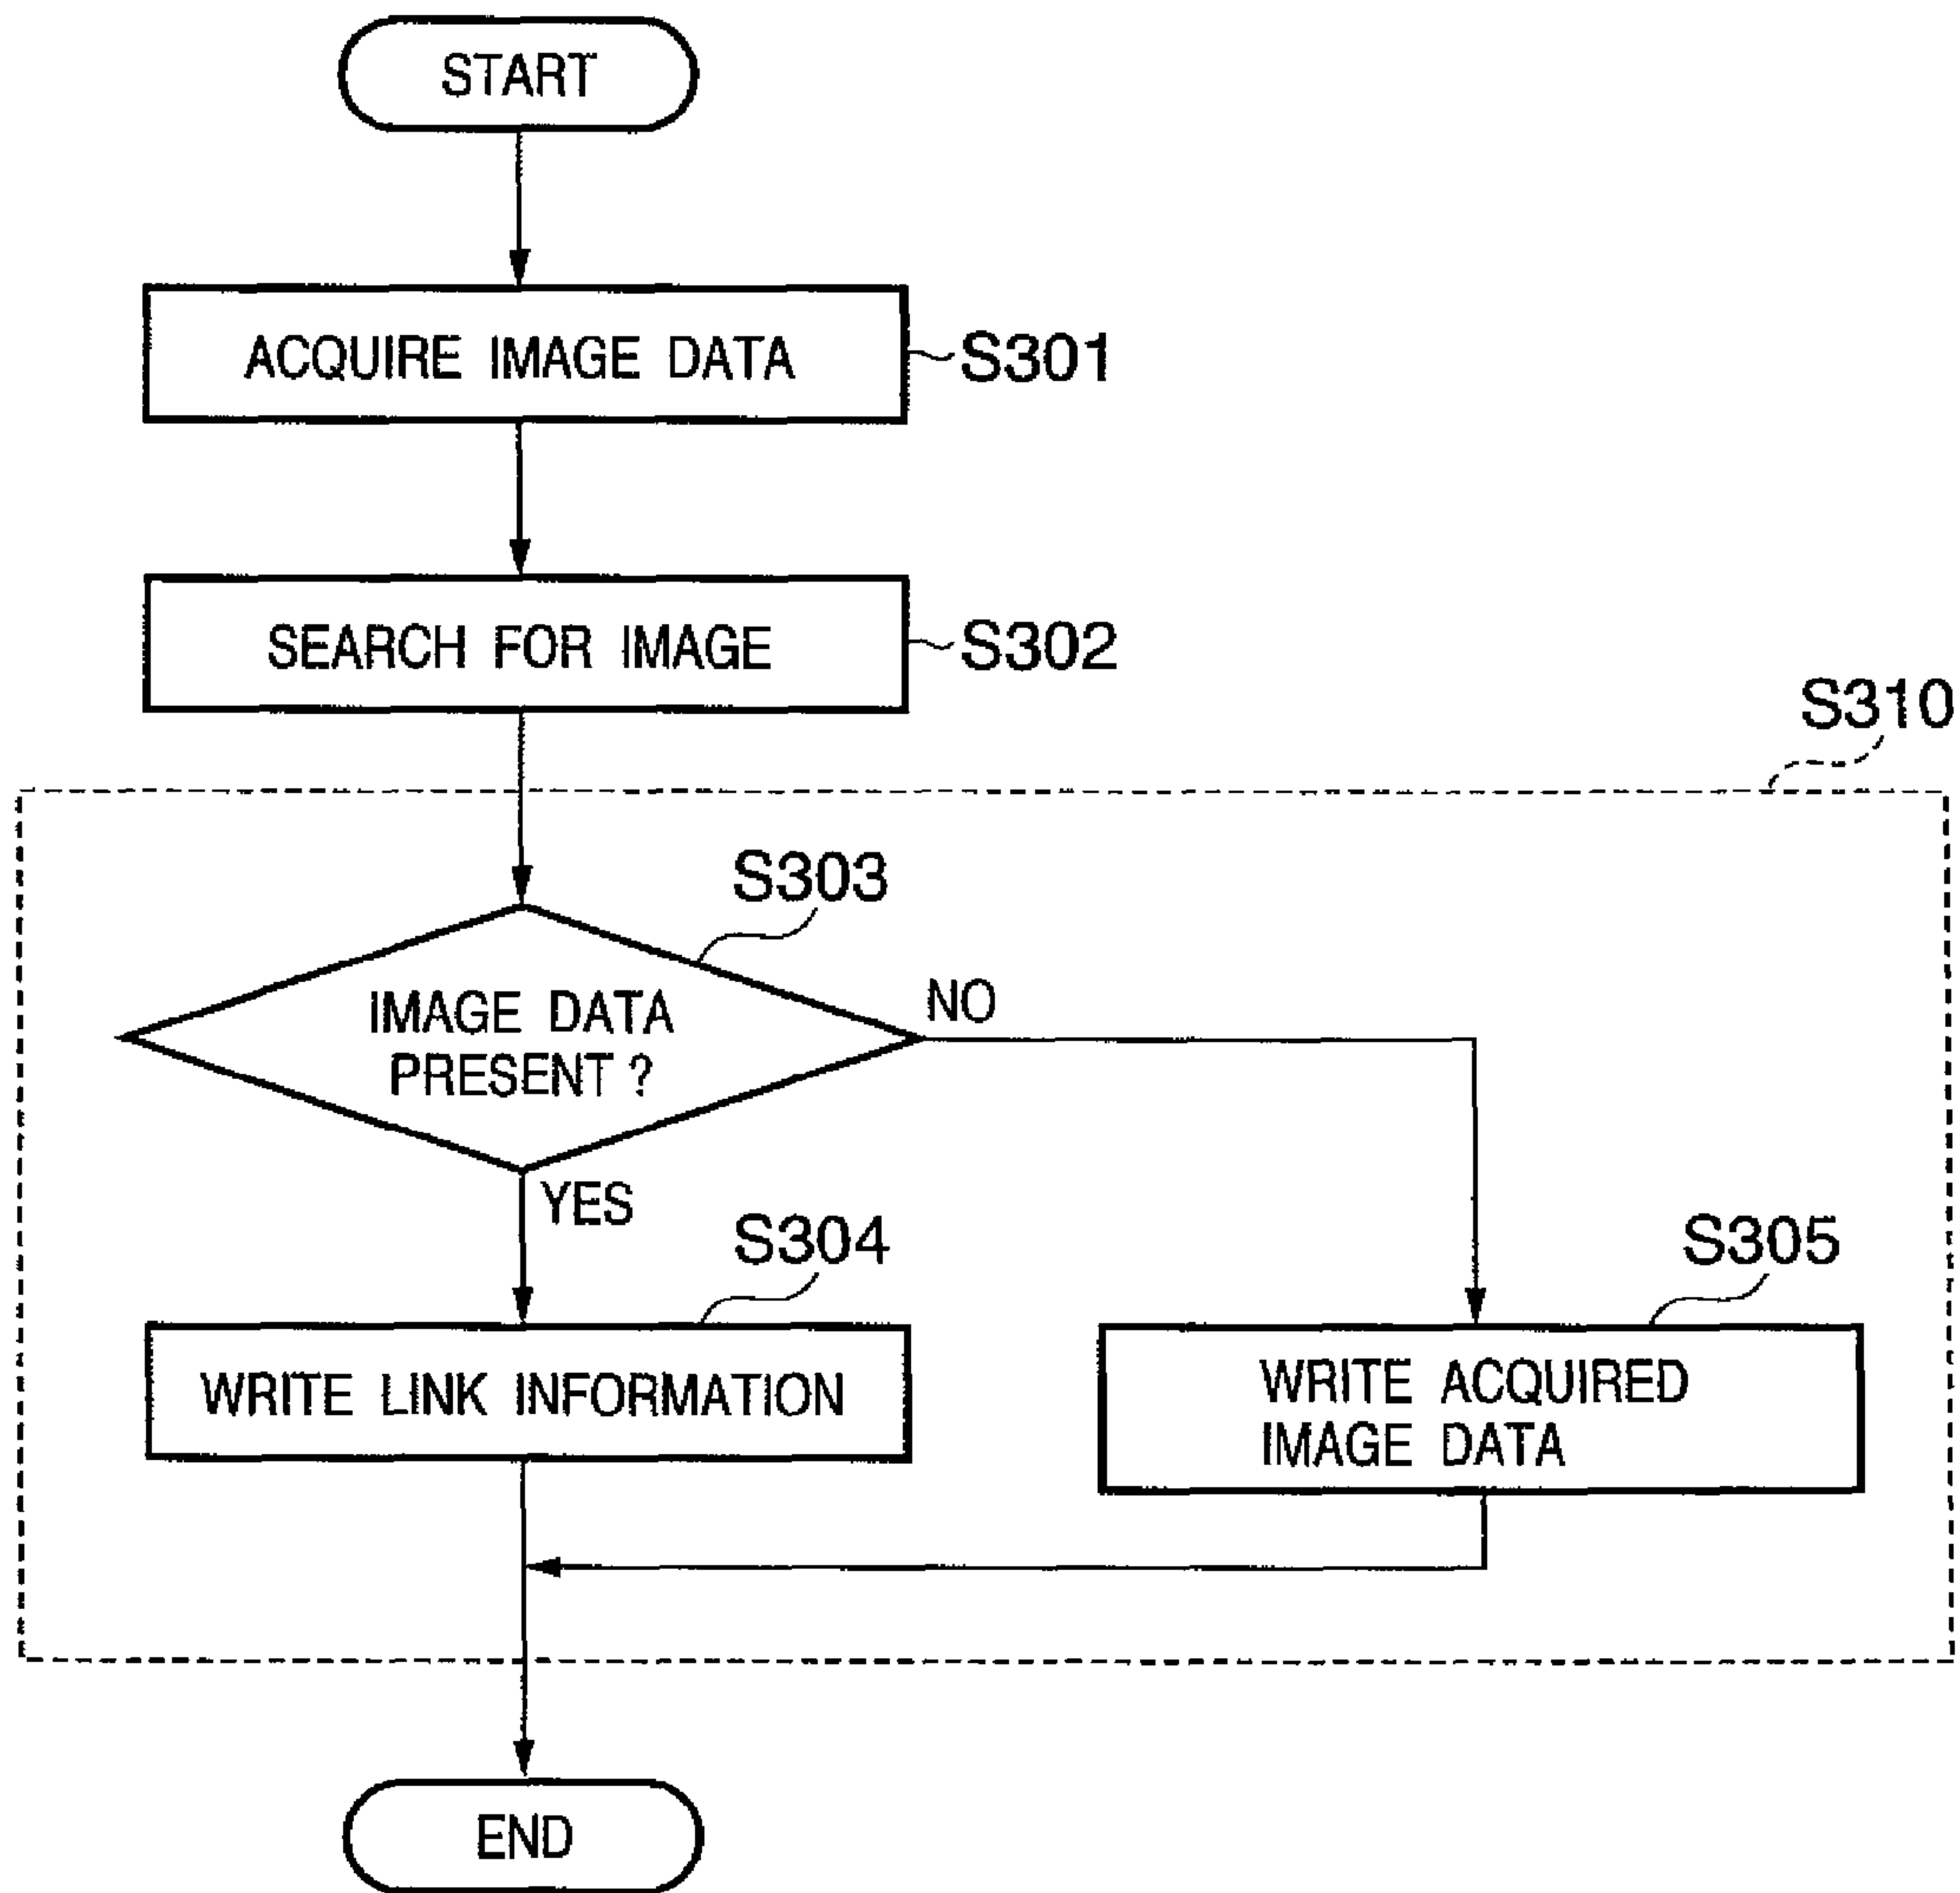 START
ACQUIRE IMAGE DATA
S301
SEARCH FOR IMAGE
S302
S310
S303
IMAGE DATA
PRESENT ?
NO
YES
S304
WRITE LINK INFORMATION
S305
WRITE ACQUIRED
IMAGE DATA
END